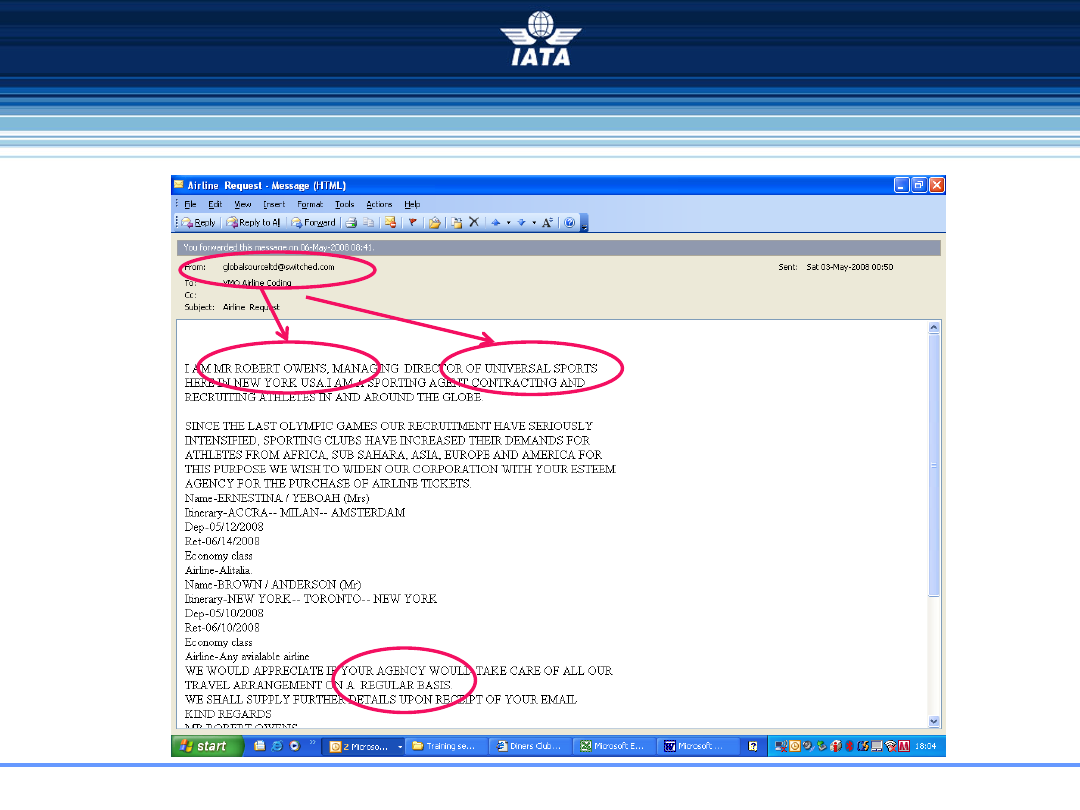 IATA
Airline Request - Message (HTML)
File Edit View Insert Format Tools Actions Help
Reply Reply to All Forward
You forwarded this message on 06-May-2008 08:41.
From: globalsourceltd@switched.com Sent: Sat 03-May-2008 00:50
To: YMQ Airline Coding
Cc:
Subject: Airline Request
I AM MR ROBERT OWENS, MANAGING DIRECTOR OF UNIVERSAL SPORTS
HERE IN NEW YORK USA.I AM A SPORTING AGENT CONTRACTING AND
RECRUITING ATHLETES IN AND AROUND THE GLOBE.
SINCE THE LAST OLYMPIC GAMES OUR RECRUITMENT HAVE SERIOUSLY
INTENSIFIED, SPORTING CLUBS HAVE INCREASED THEIR DEMANDS FOR
ATHLETES FROM AFRICA, SUB SAHARA, ASIA, EUROPE AND AMERICA FOR
THIS PURPOSE WE WISH TO WIDEN OUR CORPORATION WITH YOUR ESTEEM
AGENCY FOR THE PURCHASE OF AIRLINE TICKETS.
Name-ERNESTINA / YEBOAH (Mrs)
Itinerary-ACCRA-- MILAN-- AMSTERDAM
Dep-05/12/2008
Ret-06/14/2008
Economy class
Airline-Alitalia.
Name-BROWN / ANDERSON (Mr)
Itinerary-NEW YORK-- TORONTO-- NEW YORK
Dep-05/10/2008
Ret-06/10/2008
Economy class
Airline-Any avialable airline
WE WOULD APPRECIATE IF YOUR AGENCY WOULD TAKE CARE OF ALL OUR
TRAVEL ARRANGEMENT ON A REGULAR BASIS.
WE SHALL SUPPLY FURTHER DETAILS UPON RECEIPT OF YOUR EMAIL
KIND REGARDS
MR ROBERT OWENS
start 2 Microso... Training se... Diners Club... Microsoft E... Microsoft ... 18:04